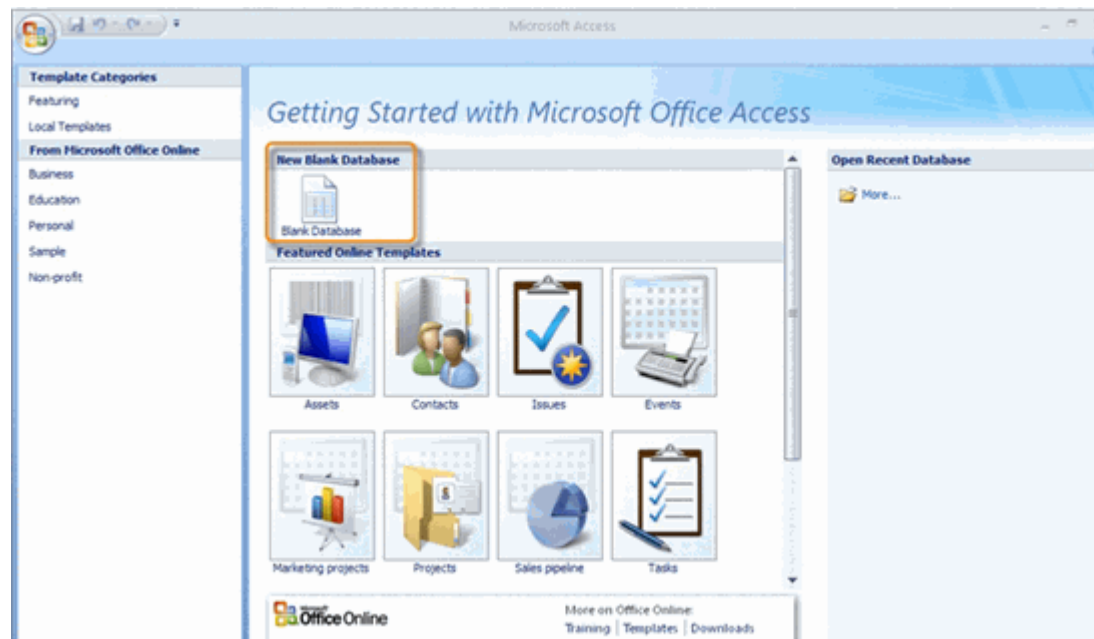 Microsoft Access
Template Categories
Featuring
Local Templates
From Microsoft Office Online
Business
Education
Personal
Sample
Non-profit
Getting Started with Microsoft Office Access
New Blank Database
Blank Database
Featured Online Templates
Assets
Contacts
Issues
Events
Marketing projects
Projects
Sales pipeline
Tasks
Microsoft
Office Online
More on Office Online:
Training | Templates | Downloads
Open Recent Database
More...